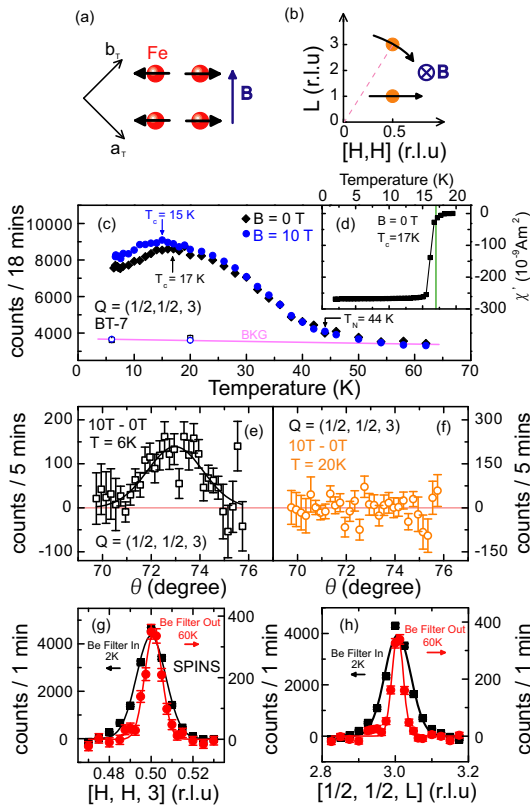 (a)
b_T
Fe
B
a_T
(b)
L (r.l.u)
3
2
1
0
B
0 0.5
[H,H] (r.l.u)
Temperature (K)
0 5 10 15 20
(c)
counts / 18 mins
10000
8000
6000
4000
T_c = 15 K
B = 0 T
B = 10 T
T_c = 17 K
Q = (1/2,1/2, 3)
BT-7
BKG
T_N = 44 K
0 10 20 30 40 50 60 70
Temperature (K)
(d)
B = 0 T
T_c=17K
0
-100
-200
-300
χ' (10⁻⁹Am²)
counts / 5 mins
200
100
0
-100
10T - 0T
T = 6K
(e)
Q = (1/2, 1/2, 3)
70 72 74 76
θ (degree)
Q = (1/2, 1/2, 3)
(f)
10T - 0T
T = 20K
300
150
0
-150
counts / 5 mins
70 72 74 76
θ (degree)
counts / 1 min
4000
2000
0
(g)
Be Filter Out
60K
Be Filter In
2K
SPINS
400
200
0
0.48 0.50 0.52
[H, H, 3] (r.l.u)
4000
2000
0
(h)
Be Filter Out
60K
Be Filter In
2K
400
200
0
counts / 1 min
2.8 3.0 3.2
[1/2, 1/2, L] (r.l.u)